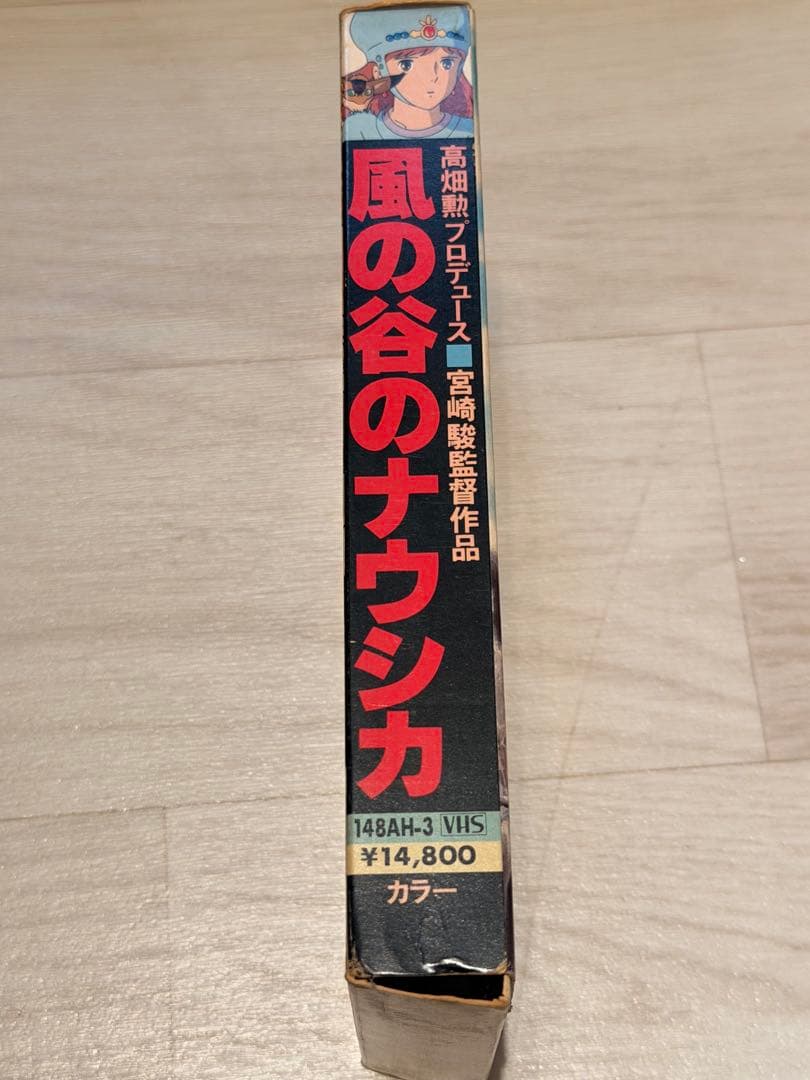 高畑勲プロデュース■宮崎駿監督作品
風の谷のナウシカ
148AH-3 VHS
¥14,800
カラー